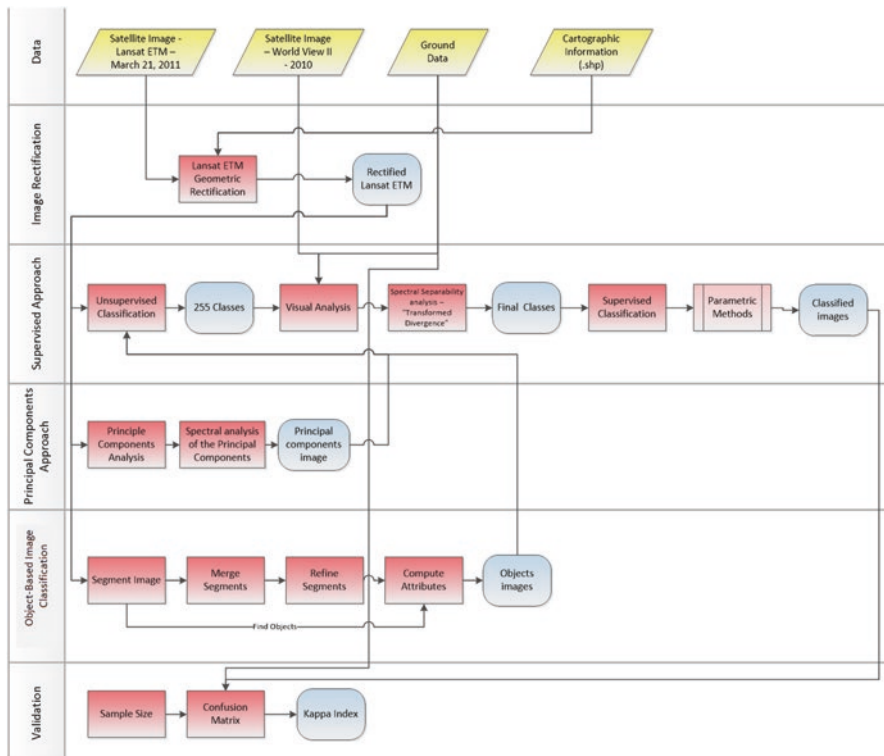 Data
Satellite Image -
Lansat ETM –
March 21, 2011
Satellite Image
– World View II
- 2010
Ground
Data
Cartographic
Information
(.shp)
Image Rectification
Lansat ETM
Geometric
Rectification
Rectified
Lansat ETM
Supervised Approach
Unsupervised
Classification
255 Classes
Visual Analysis
Spectral Separability
analysis –
"Transformed
Divergence"
Final Classes
Supervised
Classification
Parametric
Methods
Classified
images
Principal Components
Approach
Principle
Components
Analysis
Spectral analysis
of the Principal
Components
Principal
components
image
Object-Based Image
Classification
Segment Image
Merge
Segments
Refine
Segments
Compute
Attributes
Objects
images
Find Objects
Validation
Sample Size
Confusion
Matrix
Kappa Index